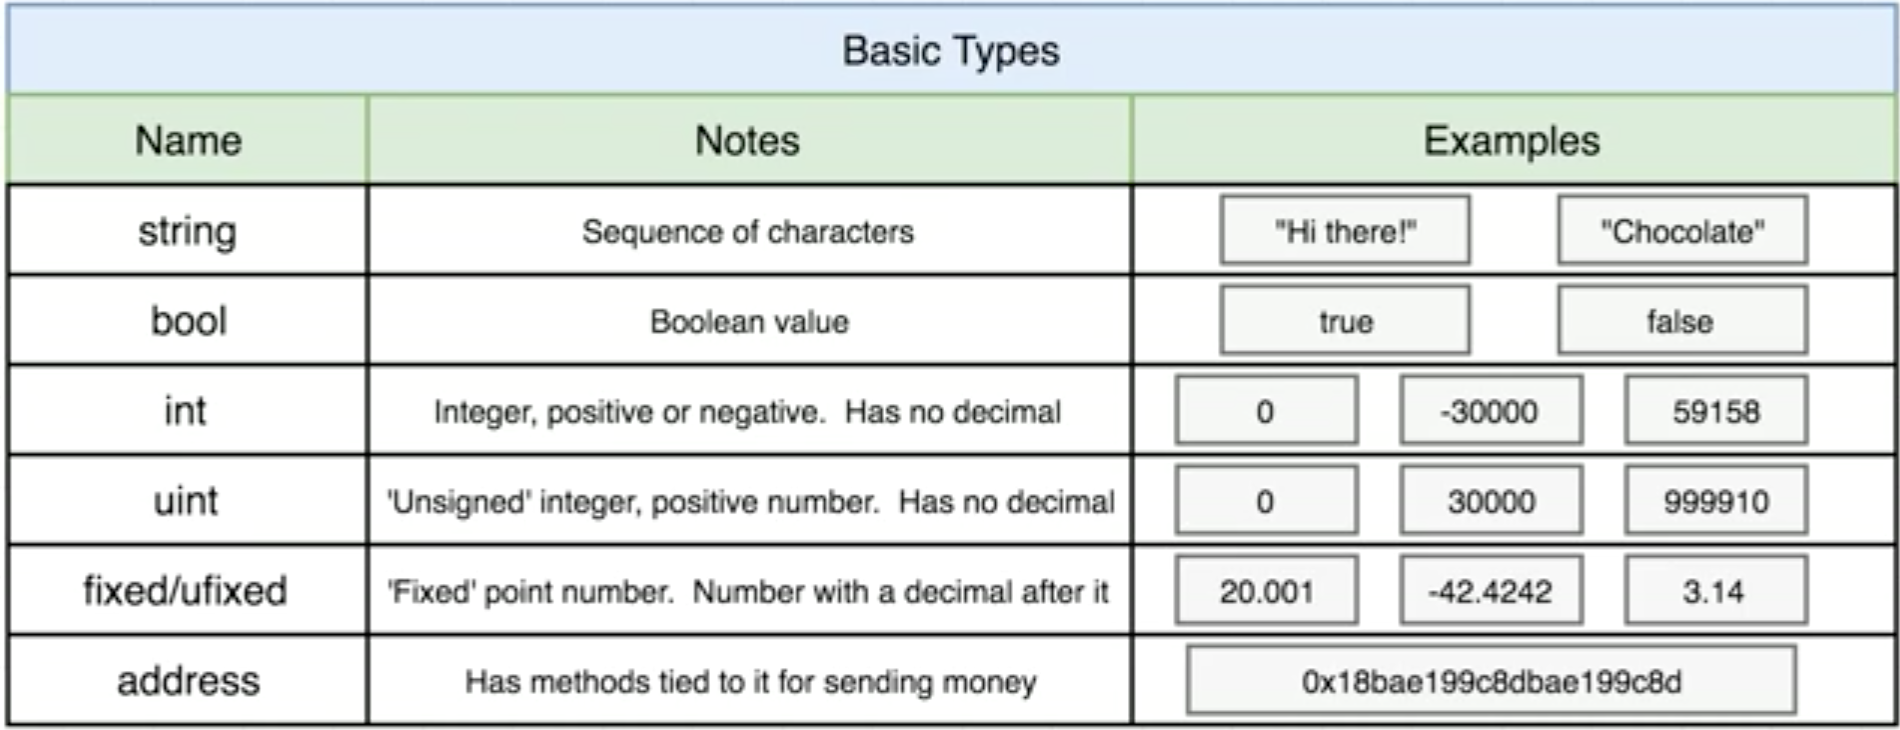 Basic Types
Name Notes Examples
string Sequence of characters "Hi there!" "Chocolate"
bool Boolean value true false
int Integer, positive or negative. Has no decimal 0 -30000 59158
uint 'Unsigned' integer, positive number. Has no decimal 0 30000 999910
fixed/ufixed 'Fixed' point number. Number with a decimal after it 20.001 -42.4242 3.14
address Has methods tied to it for sending money 0x18bae199c8dbae199c8d